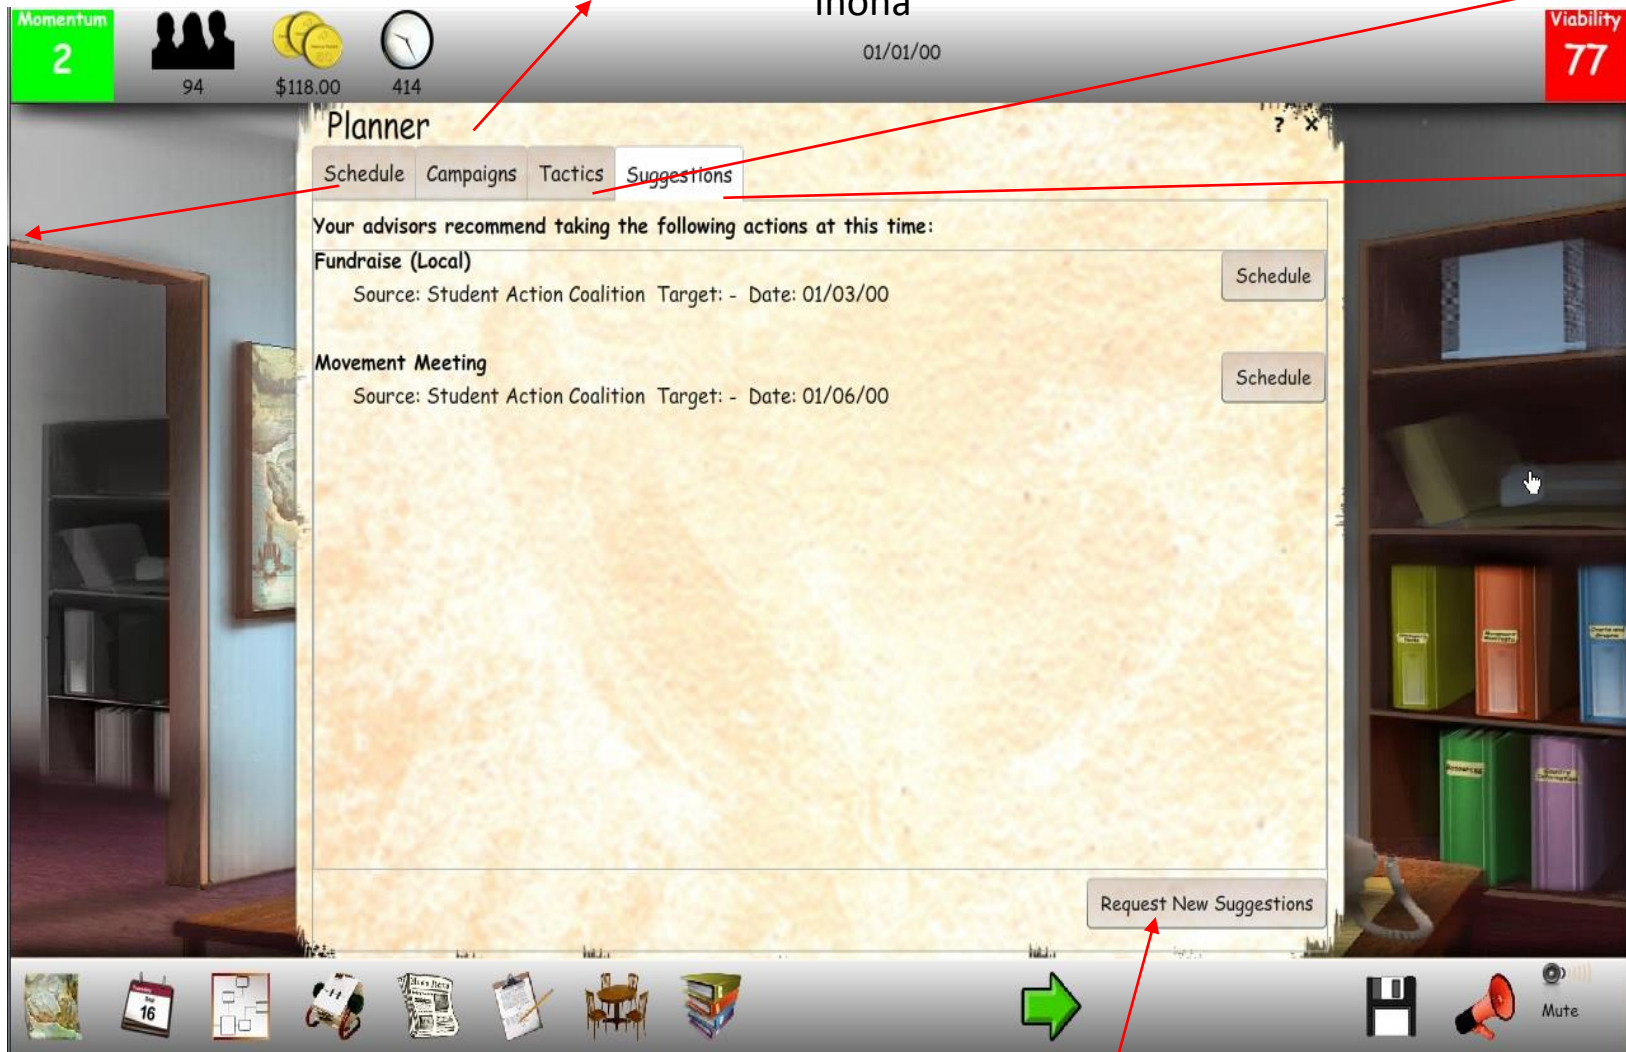 inona
Momentum
2
94
$118.00
414
01/01/00
Viability
77
Planner
? X
Schedule Campaigns Tactics Suggestions
Your advisors recommend taking the following actions at this time:
Fundraise (Local)
Schedule
Source: Student Action Coalition Target: - Date: 01/03/00
Movement Meeting
Schedule
Source: Student Action Coalition Target: - Date: 01/06/00
Request New Suggestions
Resources
16
Mute